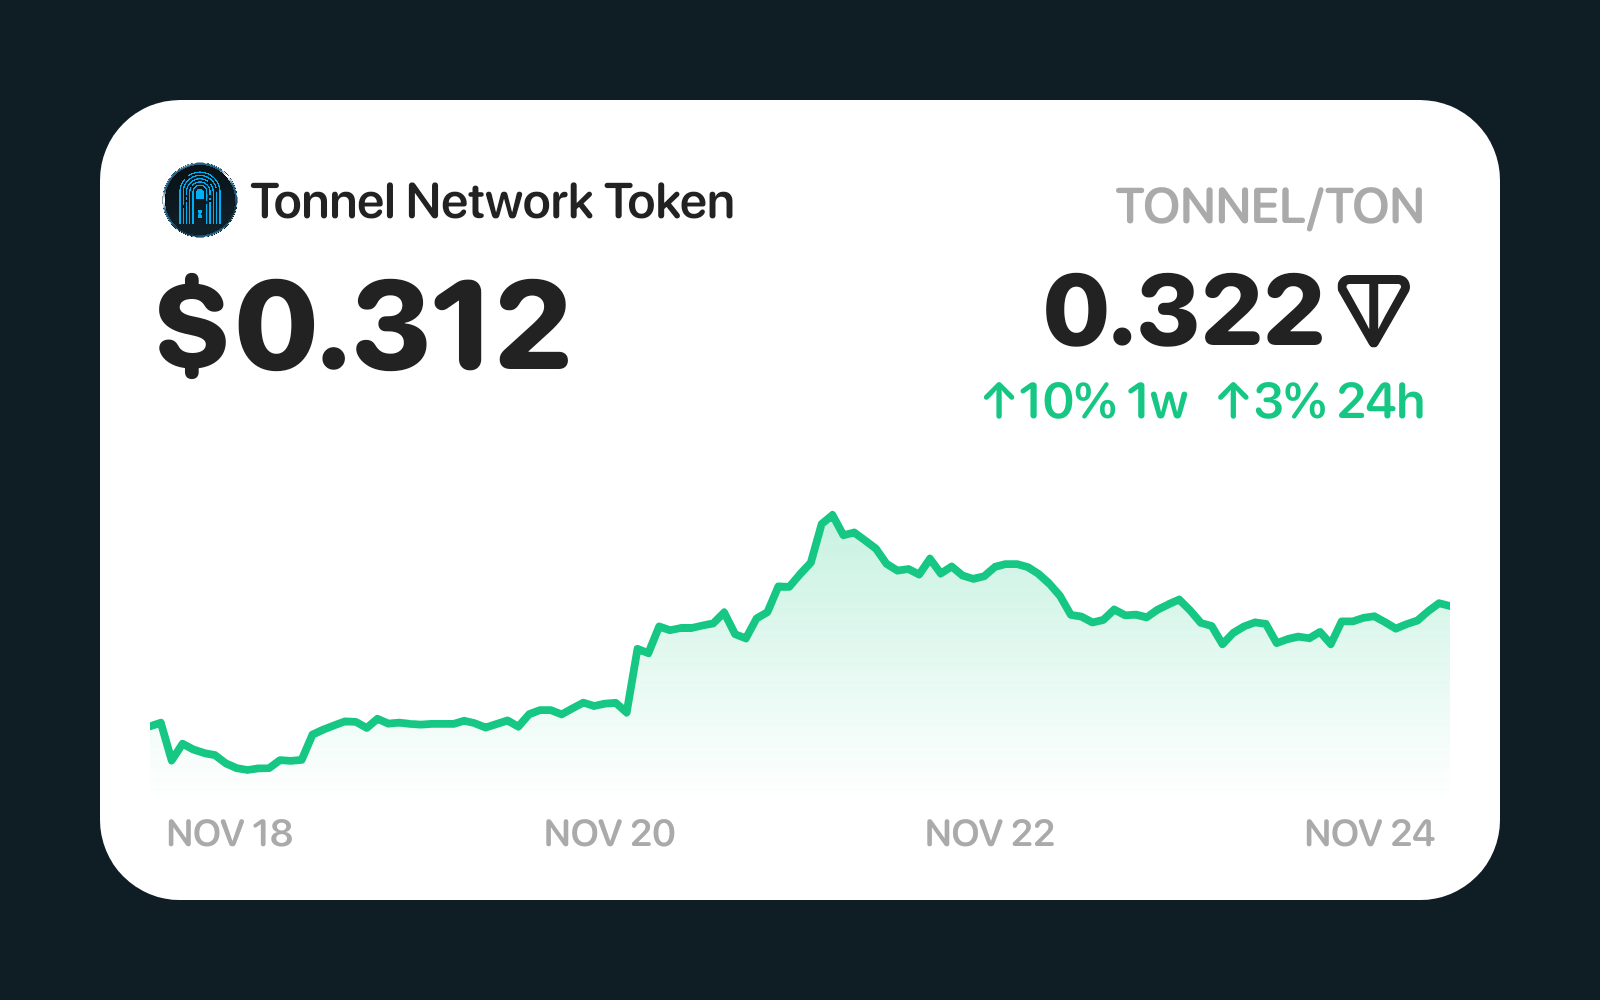 Tonnel Network Token
TONNEL/TON
$0.312
0.322
↑10% 1w ↑3% 24h
NOV 18 NOV 20 NOV 22 NOV 24